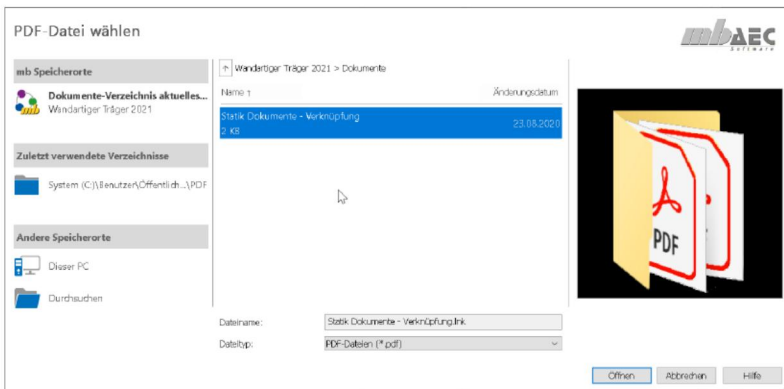 PDF-Datei wählen
mbAEC
Software
mb Speicherorte
Dokumente-Verzeichnis aktuelles...
Wandartiger Träger 2021
Zuletzt verwendete Verzeichnisse
System (C:)\Benutzer\Öffentlich...\PDF
Andere Speicherorte
Dieser PC
Durchsuchen
Wandartiger Träger 2021 > Dokumente
Name ↑ Änderungsdatum
Statik Dokumente - Verknüpfung
2 KB 23.08.2020
PDF
Dateiname: Statik Dokumente - Verknüpfung.lnk
Dateityp: PDF-Dateien (*.pdf)
Öffnen Abbrechen Hilfe